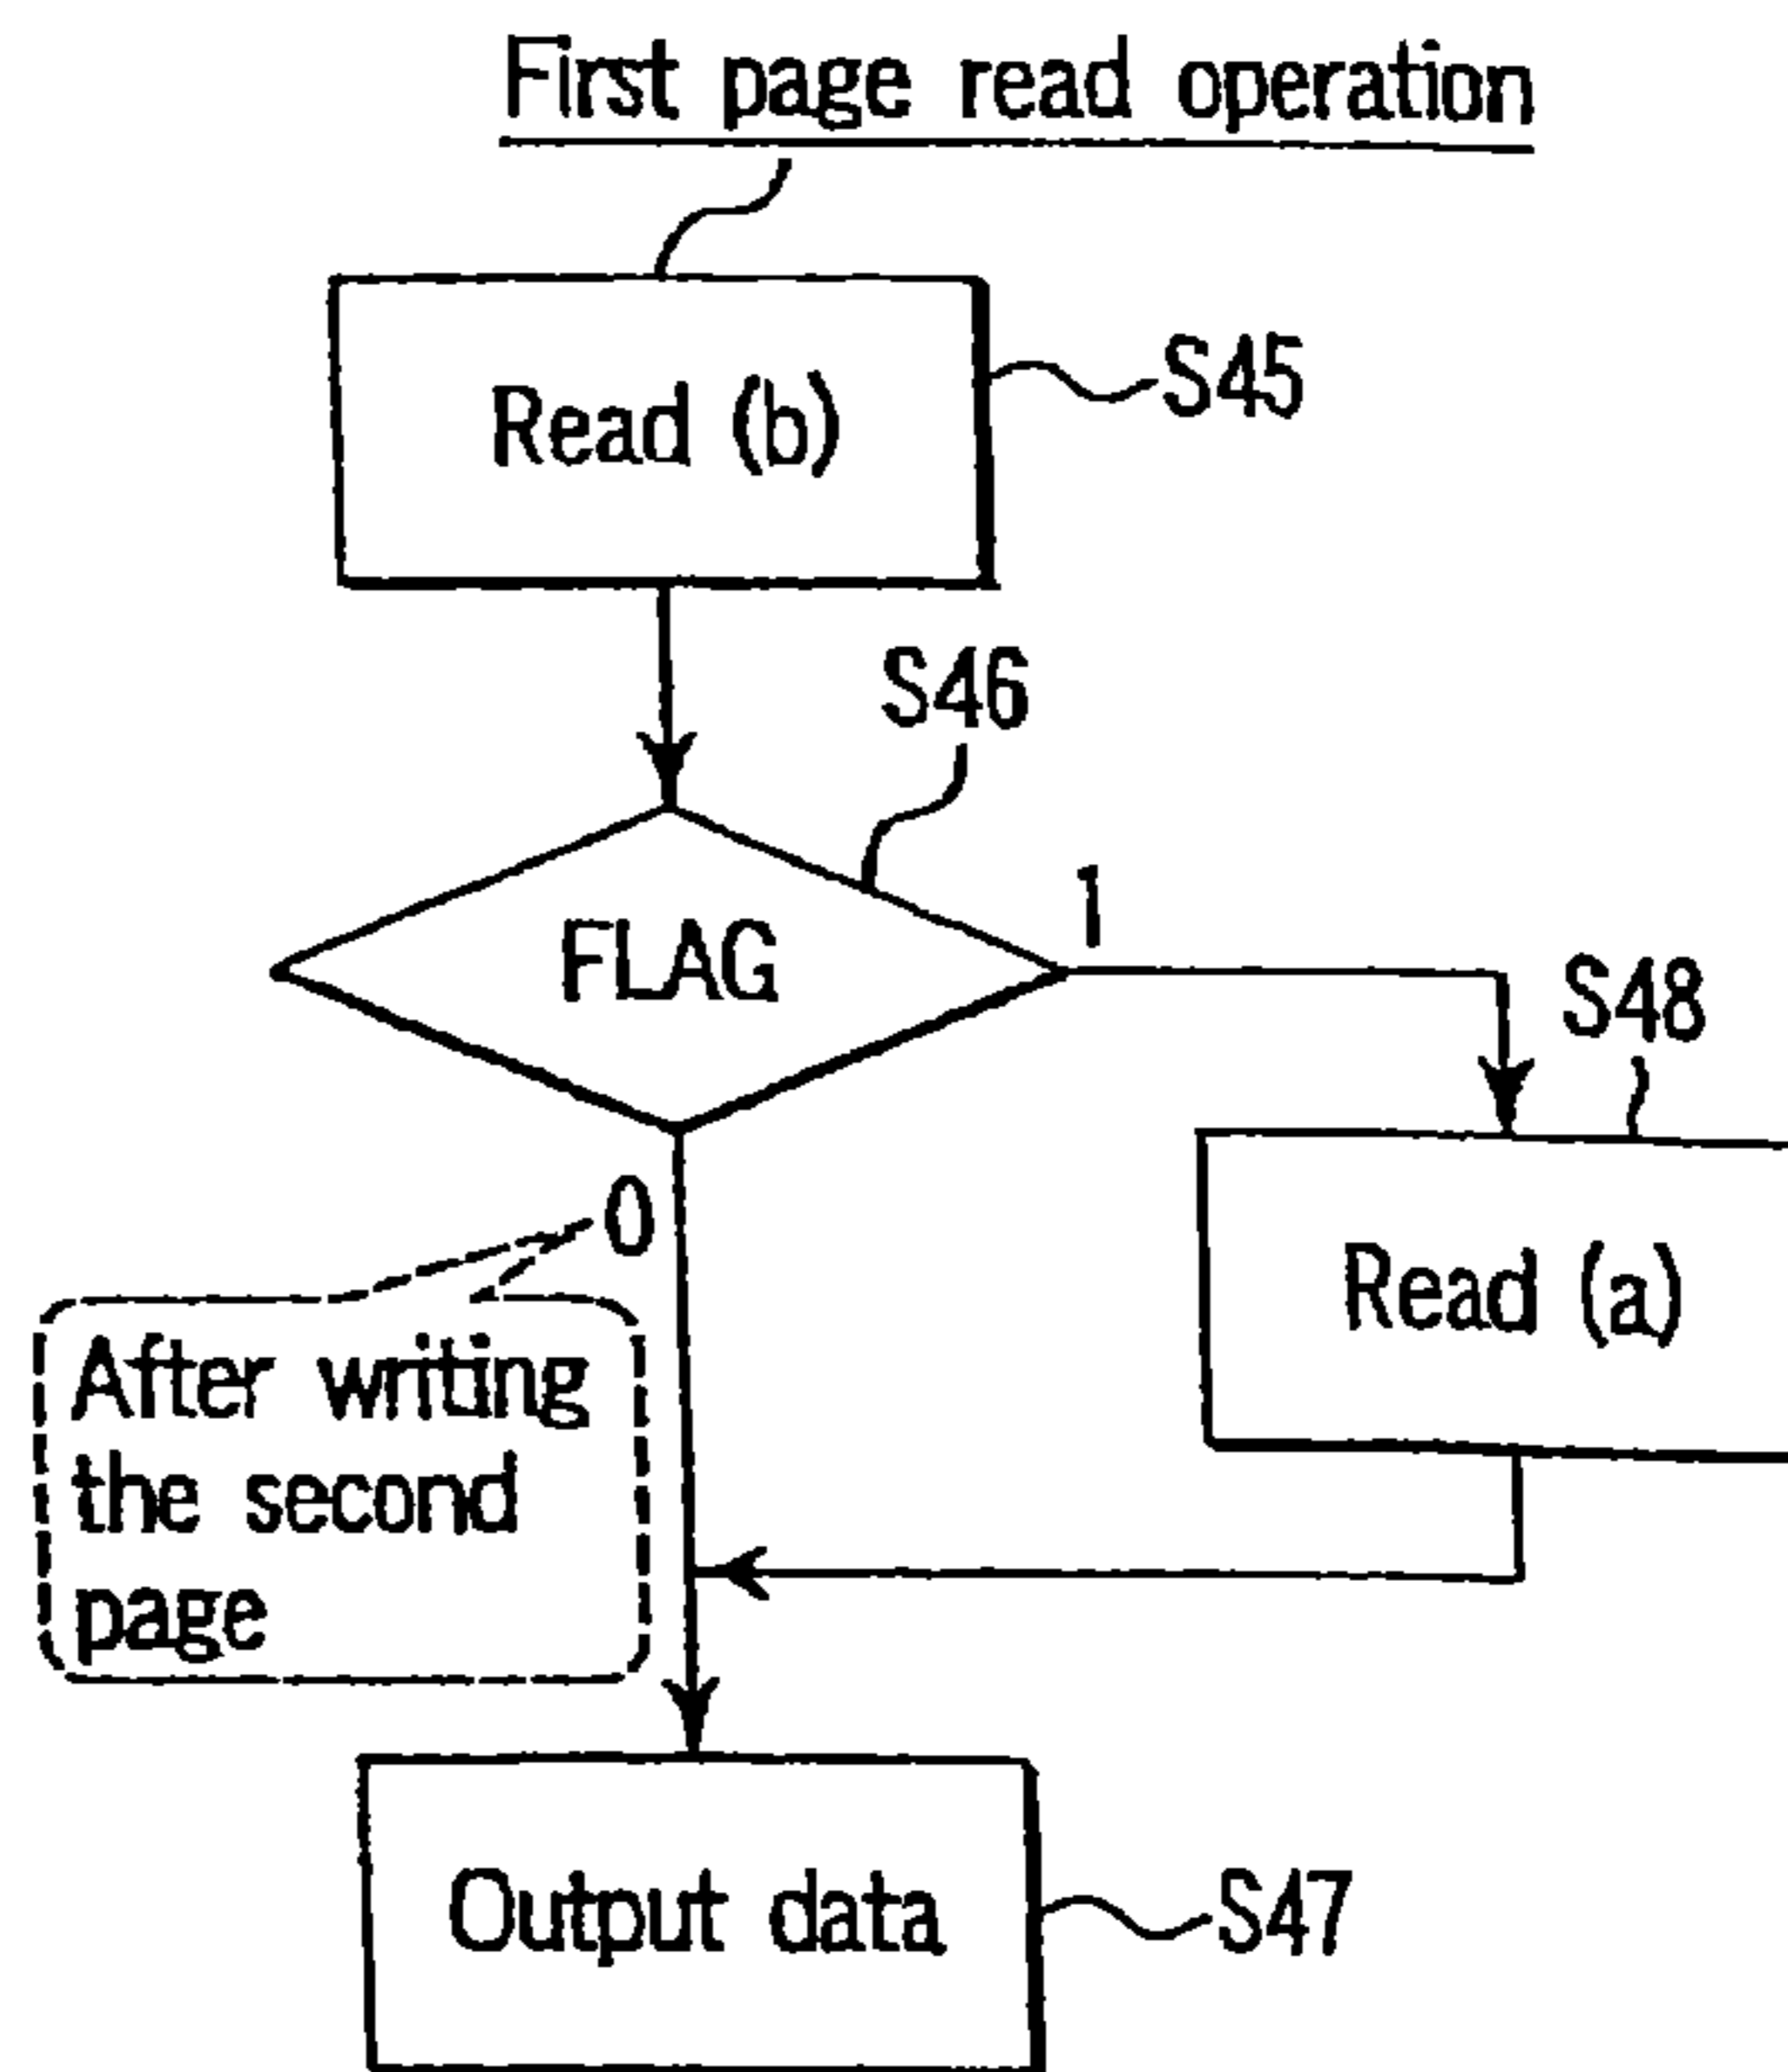 First page read operation
Read (b)
S45
S46
FLAG
1
S48
0
Read (a)
After writing
the second
page
Output data
S47